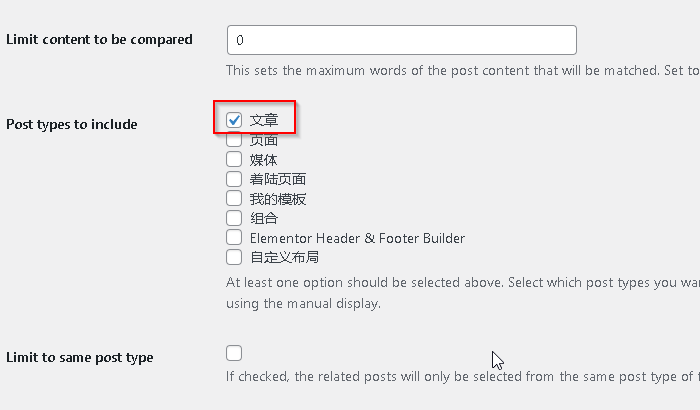 Limit content to be compared
0
This sets the maximum words of the post content that will be matched. Set to
Post types to include
文章
页面
媒体
着陆页面
我的模板
组合
Elementor Header & Footer Builder
自定义布局
At least one option should be selected above. Select which post types you
using the manual display.
Limit to same post type
If checked, the related posts will only be selected from the same post type of